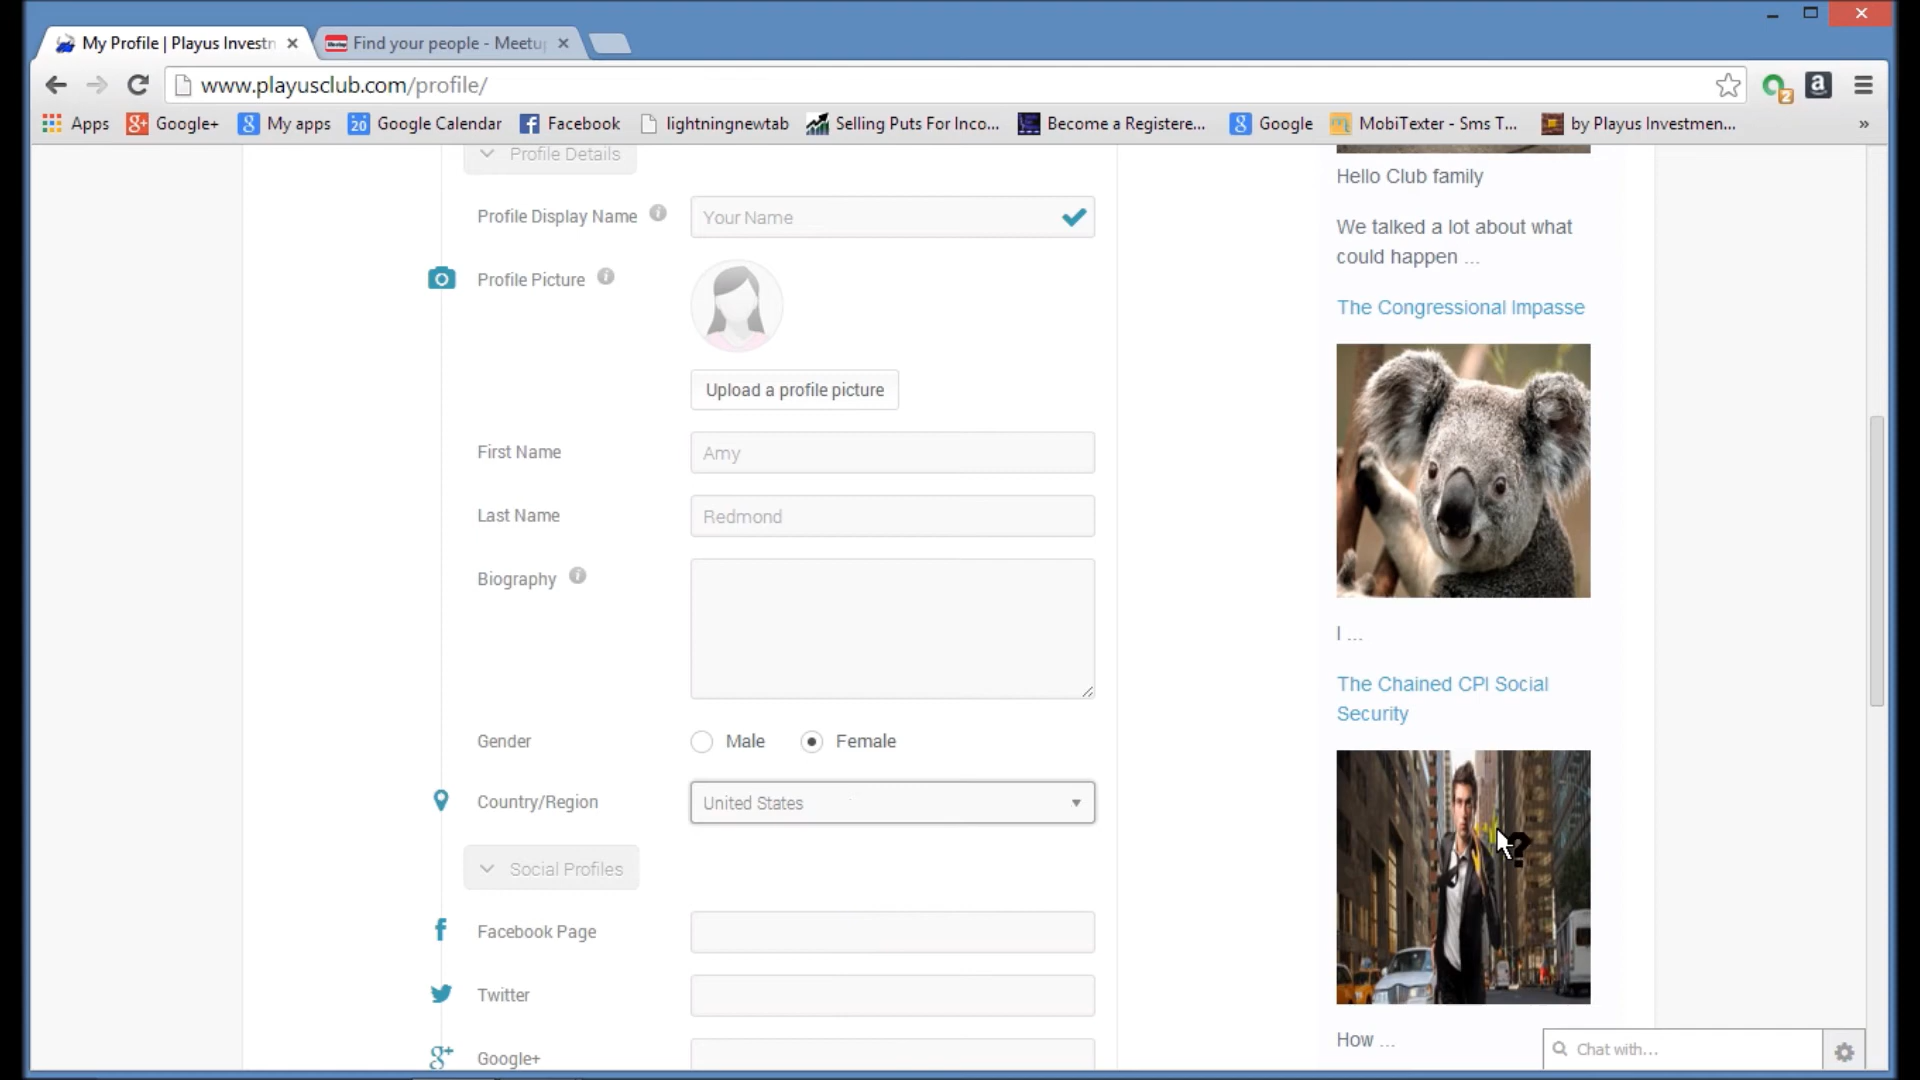 My Profile | Playus Investn
Find your people - Meetu
www.playusclub.com/profile/
2
a
Apps
Google+
My apps
20
Google Calendar
Facebook
lightningnewtab
Selling Puts For Inco...
Become a Registere...
Google
MobiTexter - Sms T...
by Playus Investmen...
»
Profile Details
Profile Display Name
Your Name
Profile Picture
Upload a profile picture
First Name
Amy
Last Name
Redmond
Biography
Gender
Male
Female
Country/Region
United States
Social Profiles
Facebook Page
Twitter
Google+
Hello Club family
We talked a lot about what
could happen ...
The Congressional Impasse
I ...
The Chained CPI Social
Security
How ...
Chat with...